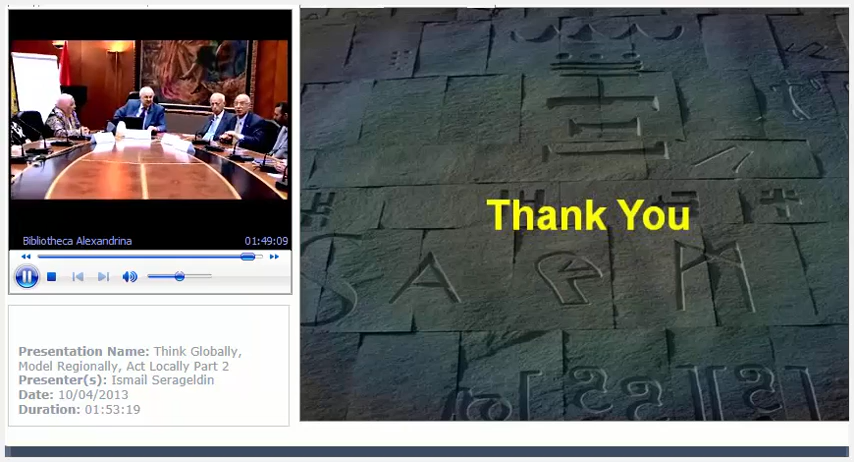 Bibliotheca Alexandrina
01:49:09
Presentation Name: Think Globally,
Model Regionally, Act Locally Part 2
Presenter(s): Ismail Serageldin
Date: 10/04/2013
Duration: 01:53:19
Thank You